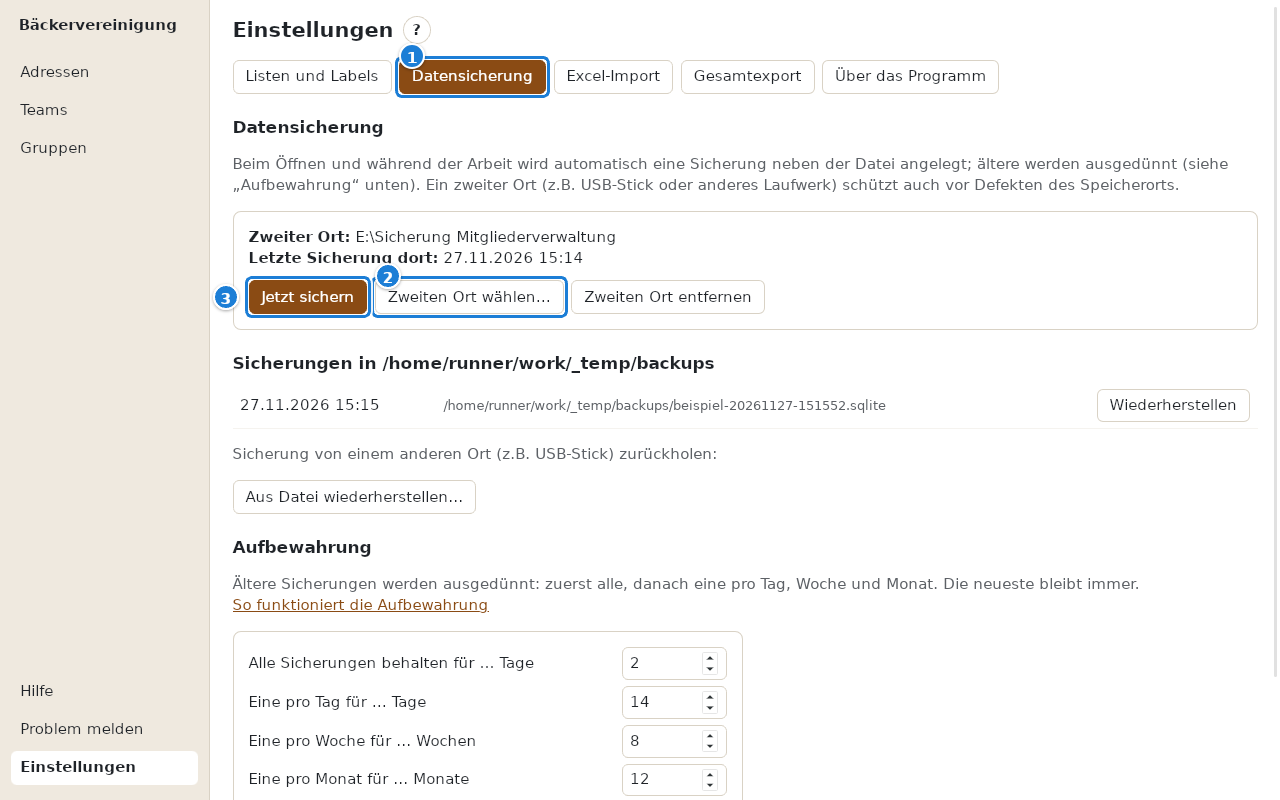 Bäckervereinigung
Adressen
Teams
Gruppen
Hilfe
Problem melden
Einstellungen
Einstellungen ?
1
Listen und Labels Datensicherung Excel-Import Gesamtexport Über das Programm
Datensicherung
Beim Öffnen und während der Arbeit wird automatisch eine Sicherung neben der Datei angelegt; ältere werden ausgedünnt (siehe
„Aufbewahrung“ unten). Ein zweiter Ort (z.B. USB-Stick oder anderes Laufwerk) schützt auch vor Defekten des Speicherorts.
Zweiter Ort: E:\Sicherung Mitgliederverwaltung
Letzte Sicherung dort: 27.11.2026 15:14
2
3 Jetzt sichern Zweiten Ort wählen… Zweiten Ort entfernen
Sicherungen in /home/runner/work/_temp/backups
27.11.2026 15:15 /home/runner/work/_temp/backups/beispiel-20261127-151552.sqlite Wiederherstellen
Sicherung von einem anderen Ort (z.B. USB-Stick) zurückholen:
Aus Datei wiederherstellen…
Aufbewahrung
Ältere Sicherungen werden ausgedünnt: zuerst alle, danach eine pro Tag, Woche und Monat. Die neueste bleibt immer.
So funktioniert die Aufbewahrung
Alle Sicherungen behalten für … Tage 2
Eine pro Tag für … Tage 14
Eine pro Woche für … Wochen 8
Eine pro Monat für … Monate 12